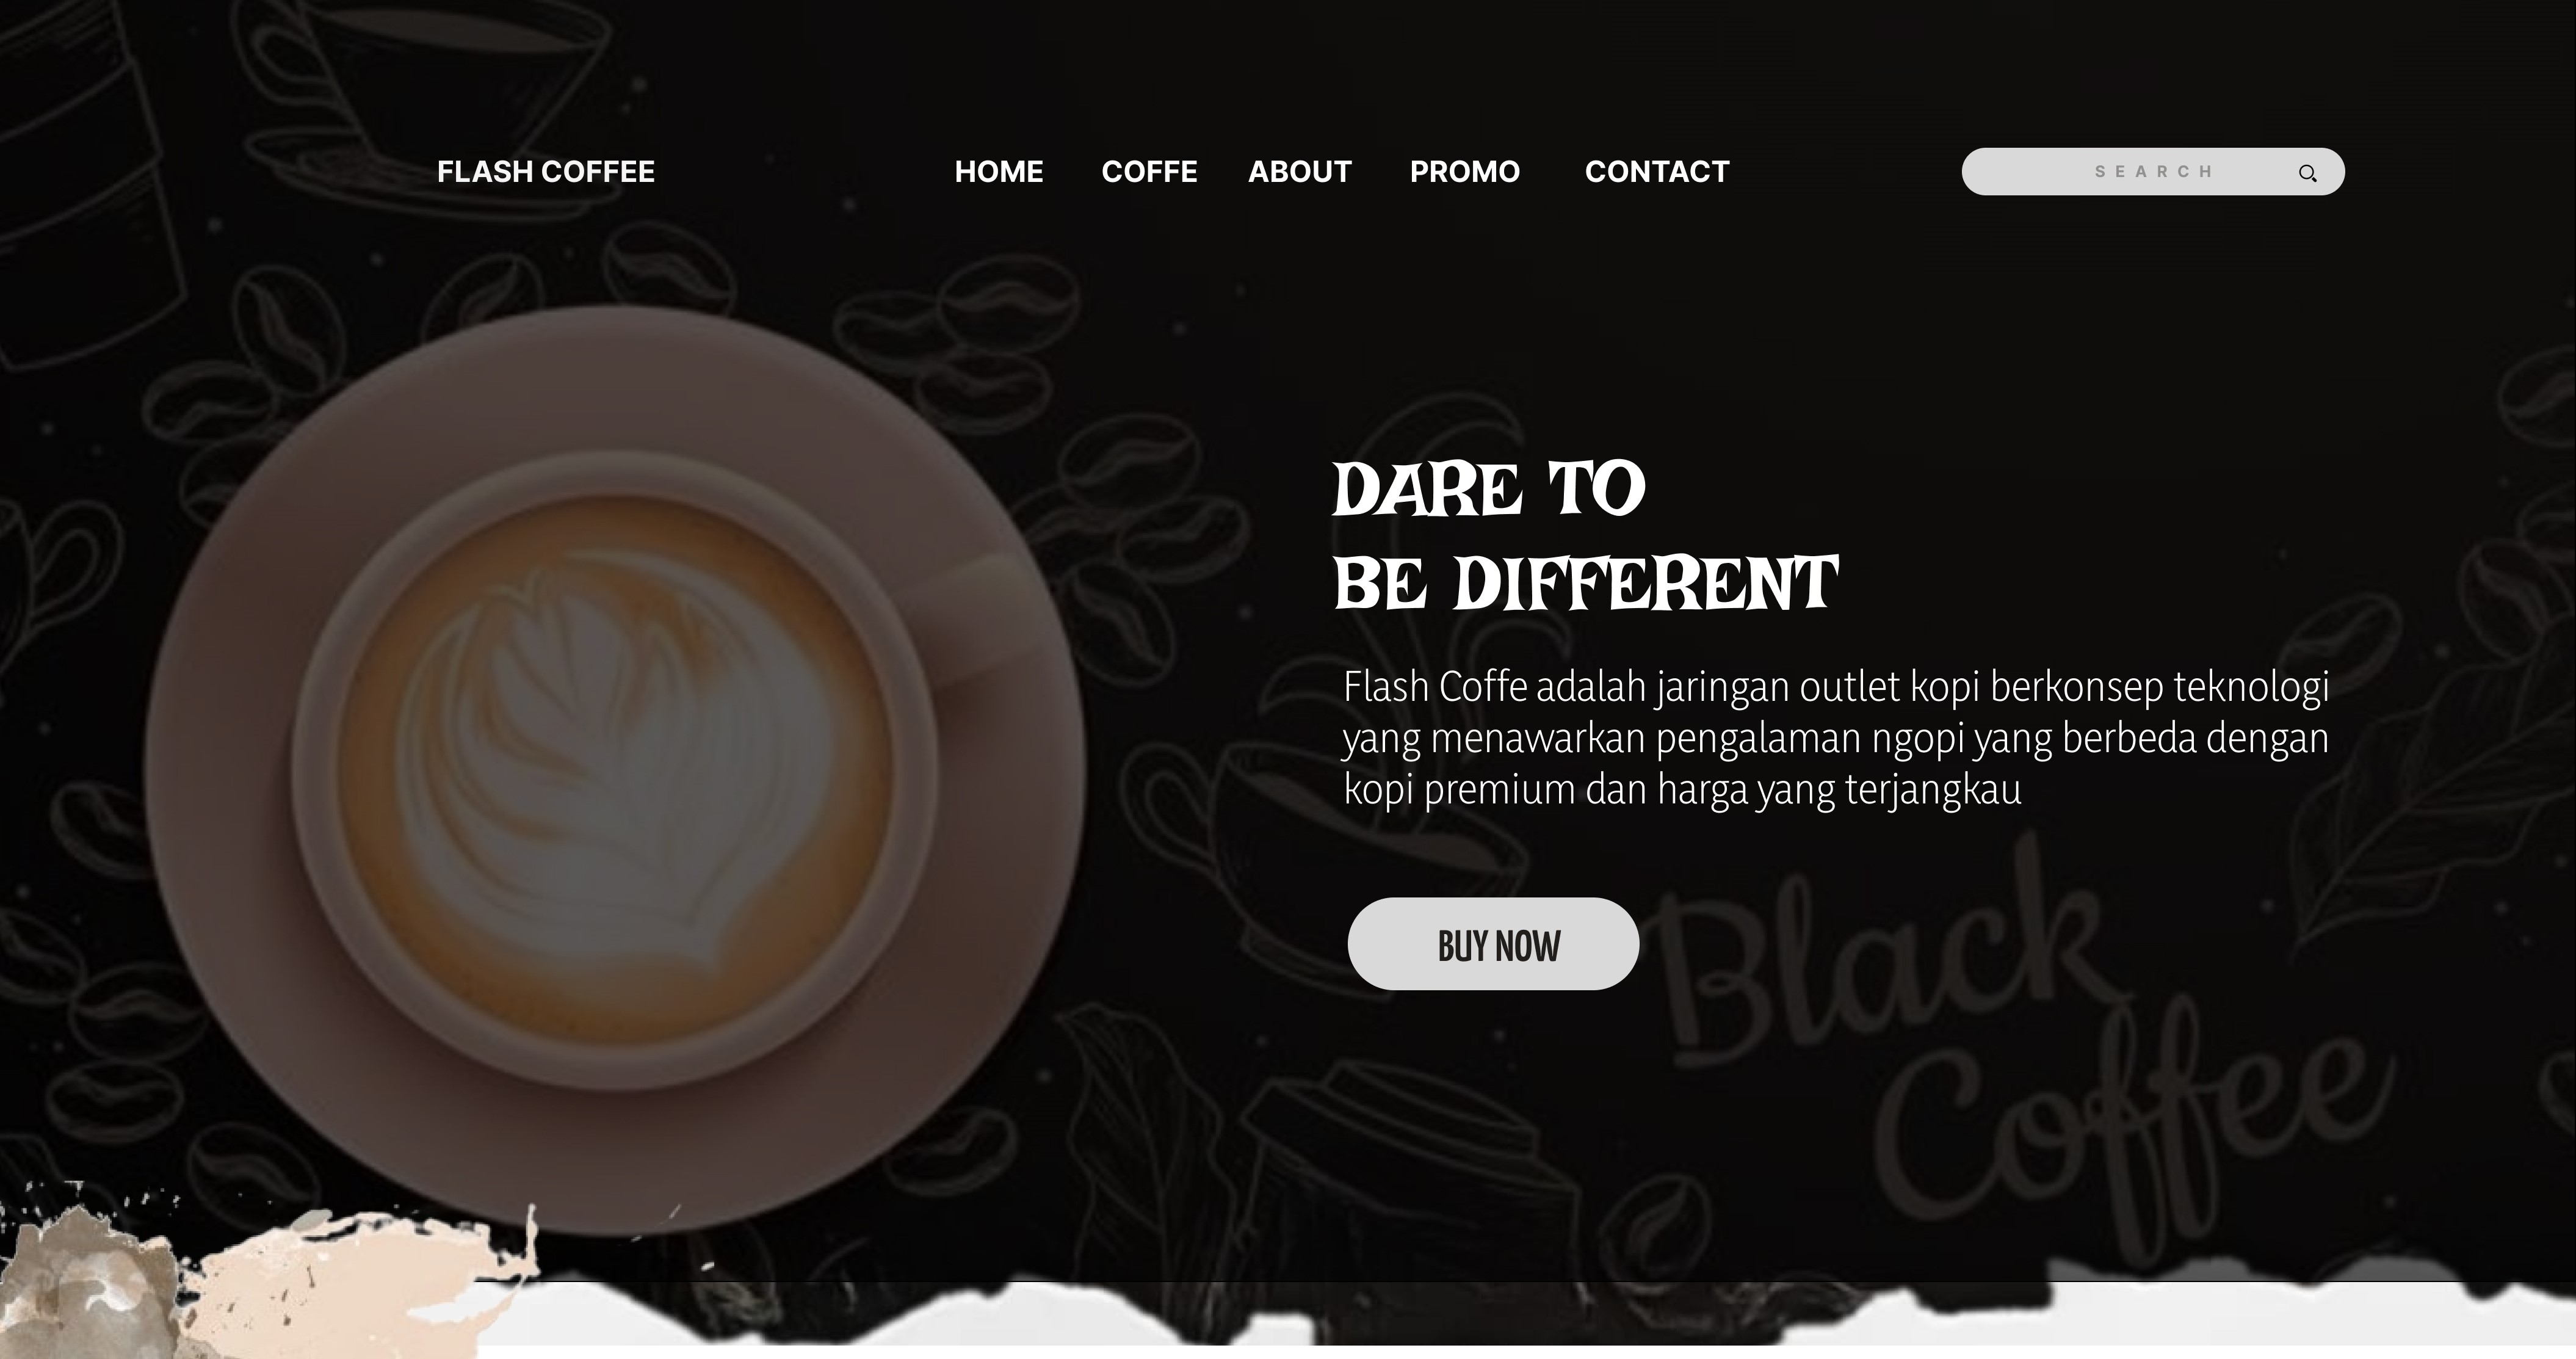 FLASH COFFEE
HOME COFFE ABOUT PROMO CONTACT
SEARCH
DARE TO
BE DIFFERENT
Flash Coffe adalah jaringan outlet kopi berkonsep teknologi
yang menawarkan pengalaman ngopi yang berbeda dengan
kopi premium dan harga yang terjangkau
BUY NOW
Black
Coffee